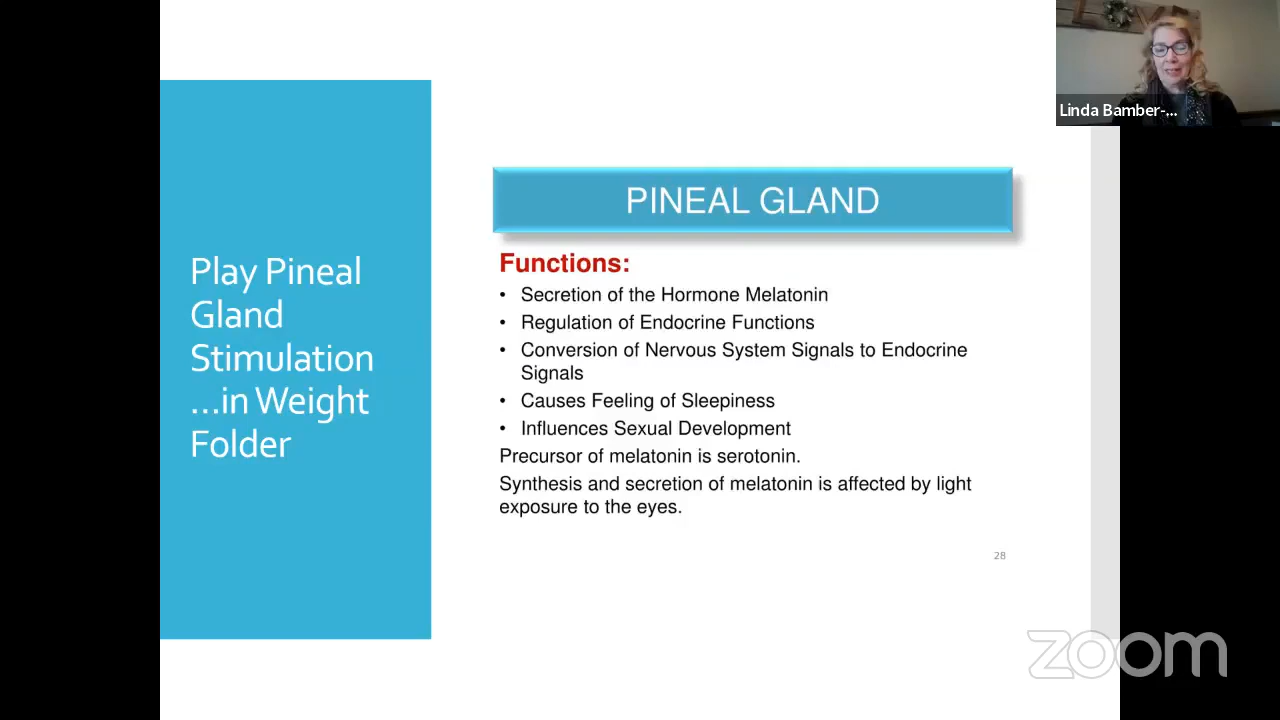 Linda Bamber-...
Play Pineal
Gland
Stimulation
...in Weight
Folder
PINEAL GLAND
Functions:
• Secretion of the Hormone Melatonin
• Regulation of Endocrine Functions
• Conversion of Nervous System Signals to Endocrine
Signals
• Causes Feeling of Sleepiness
• Influences Sexual Development
Precursor of melatonin is serotonin.
Synthesis and secretion of melatonin is affected by light
exposure to the eyes.
28
zoom